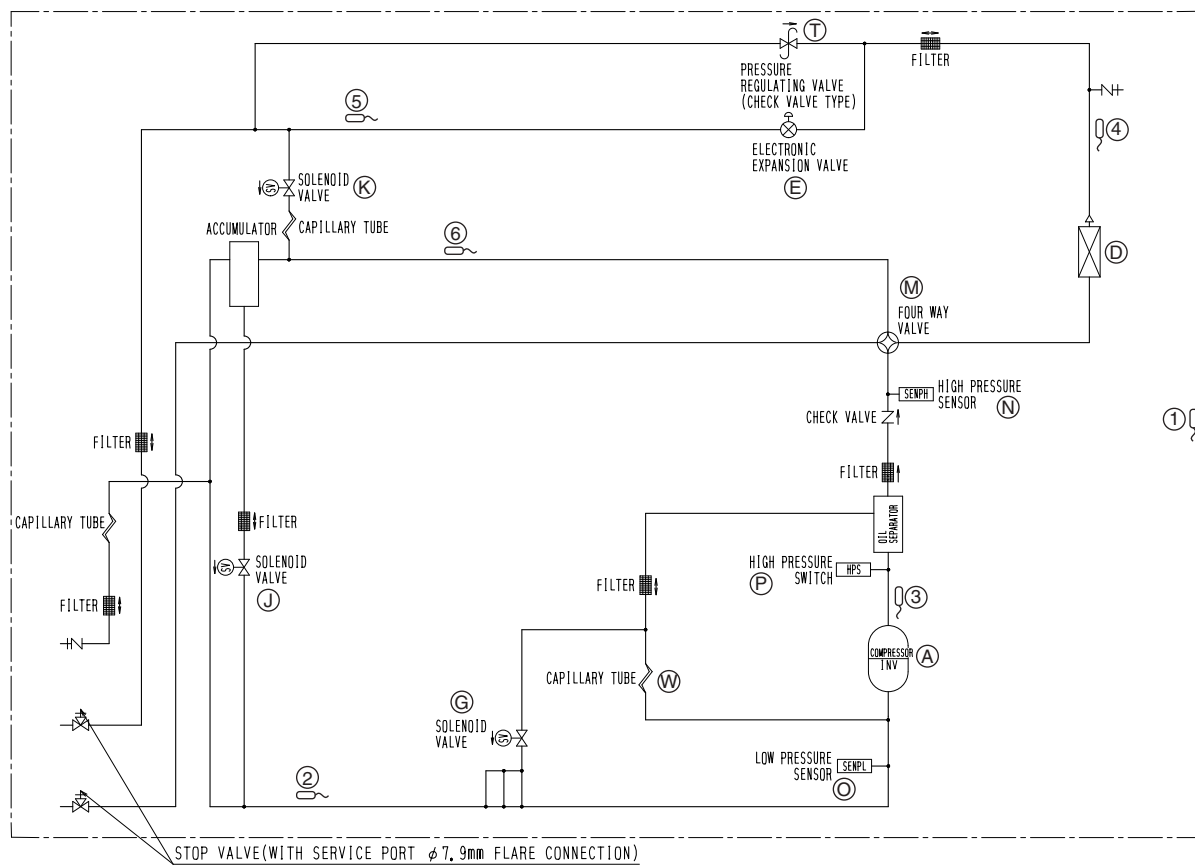 T
FILTER
PRESSURE
REGULATING VALVE
(CHECK VALVE TYPE)
5
4
ELECTRONIC
EXPANSION VALVE
E
SV
SOLENOID
VALVE
K
ACCUMULATOR
CAPILLARY TUBE
6
D
M
FOUR WAY
VALVE
SENPH
HIGH PRESSURE
SENSOR
N
CHECK VALVE
1
FILTER
FILTER
CAPILLARY TUBE
FILTER
OIL
SEPARATOR
SV
SOLENOID
VALVE
J
HIGH PRESSURE
SWITCH
P
HPS
FILTER
FILTER
3
COMPRESSOR
INV
A
CAPILLARY TUBE
W
G
SOLENOID
VALVE
SV
LOW PRESSURE
SENSOR
SENPL
O
2
STOP VALVE(WITH SERVICE PORT φ7.9mm FLARE CONNECTION)